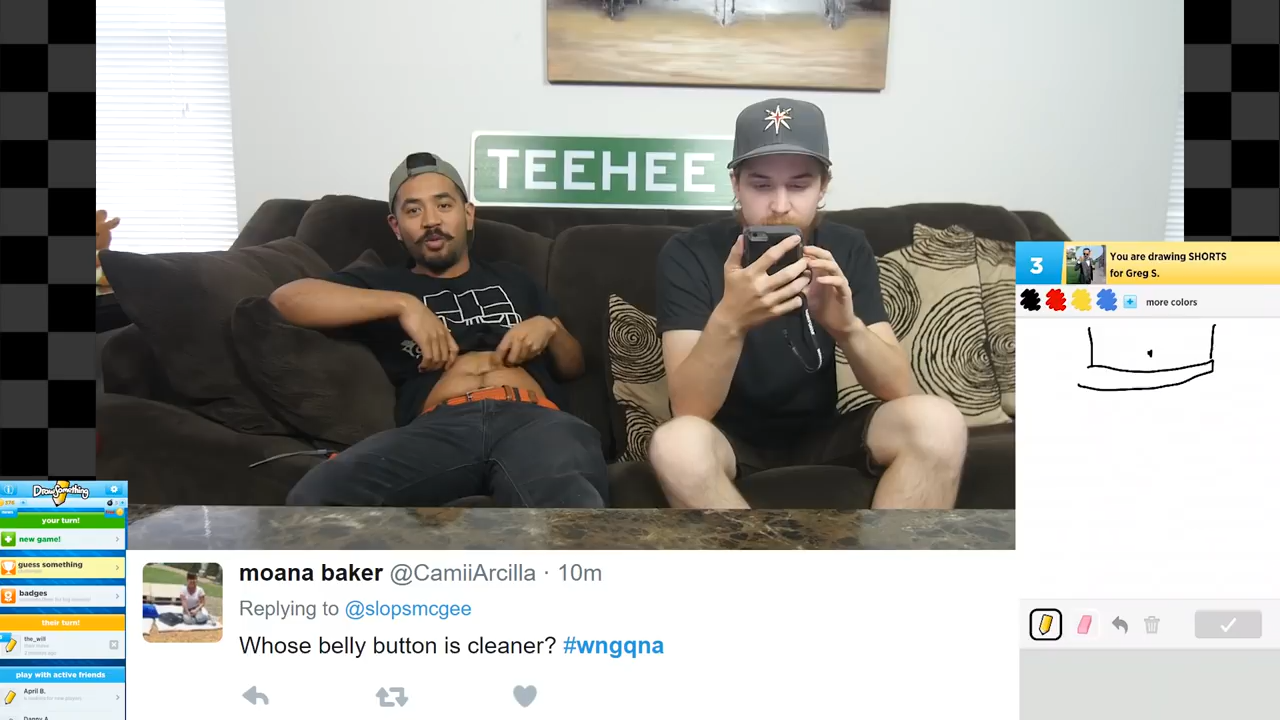 TEEHEE
3
You are drawing SHORTS
for Greg S.
more colors
DrawSomething
your turn!
new game!
guess something
badges
their turn!
the_will
play with active friends
April B.
Danny A.
moana baker @CamiiArcilla · 10m
Replying to @slopsmcgee
Whose belly button is cleaner? #wngqna